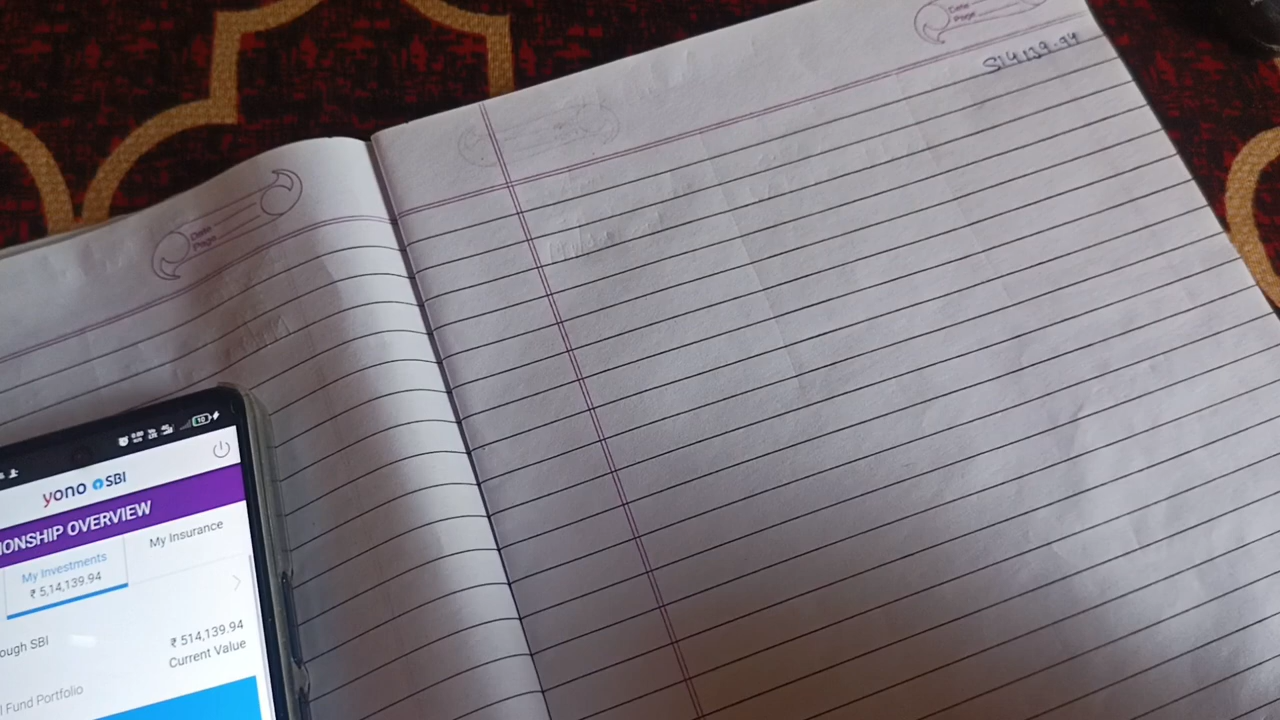 Date
Page
514139.94
Date
Page
yono SBI
IONSHIP OVERVIEW
My Investments
₹ 5,14,139.94
My Insurance
ough SBI
₹ 514,139.94
Current Value
l Fund Portfolio